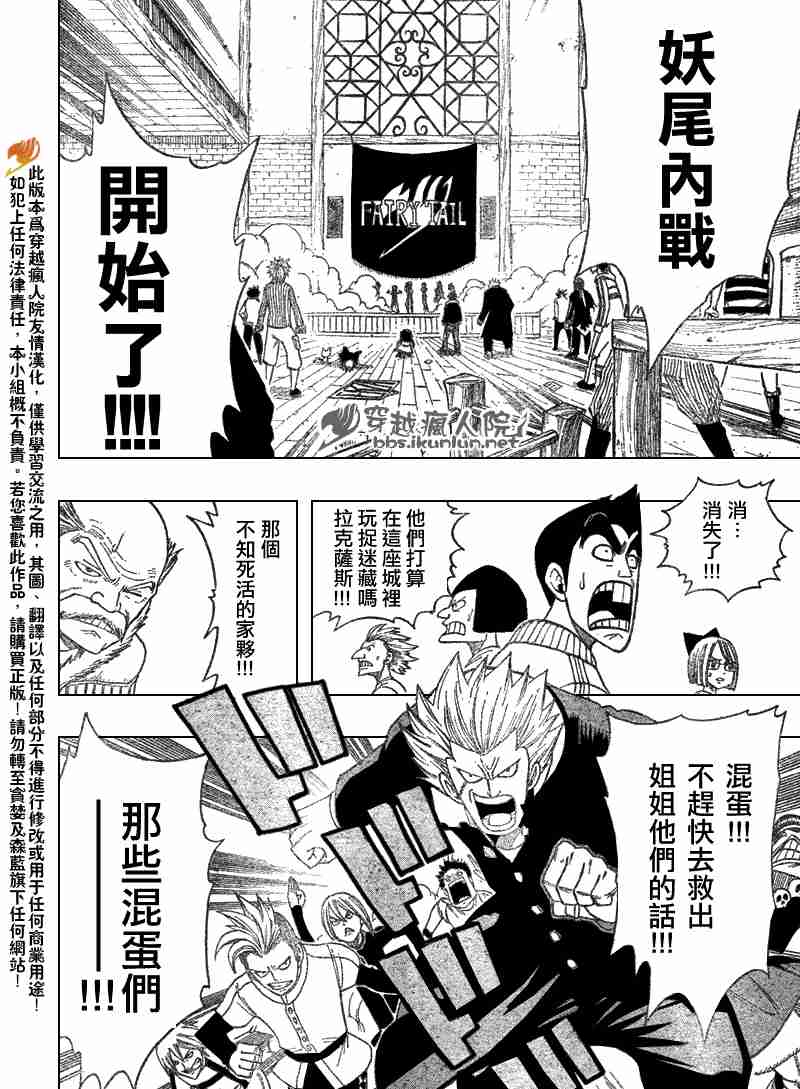 妖尾內戰
開始了!!!!
FAIRY TAIL
穿越瘋人院
bbs.ikunlun.net
消…
消失了!!!
他們打算
在這座城裡
玩捉迷藏嗎
拉克薩斯!!!
那個
不知死活的家夥!!!
混蛋!!!
不趕快去救出
姐姐他們的話!!!
那些混蛋們
——!!!
ドドドド
此版本爲穿越瘋人院友情漢化，僅供學習交流之用，其圖、翻譯以及任何部分不得進行修改或用于任何商業用途！
如犯上任何法律責任，本小組概不負責。若您喜歡此作品，請購買正版！請勿轉至貪婪及森藍旗下任何網站！